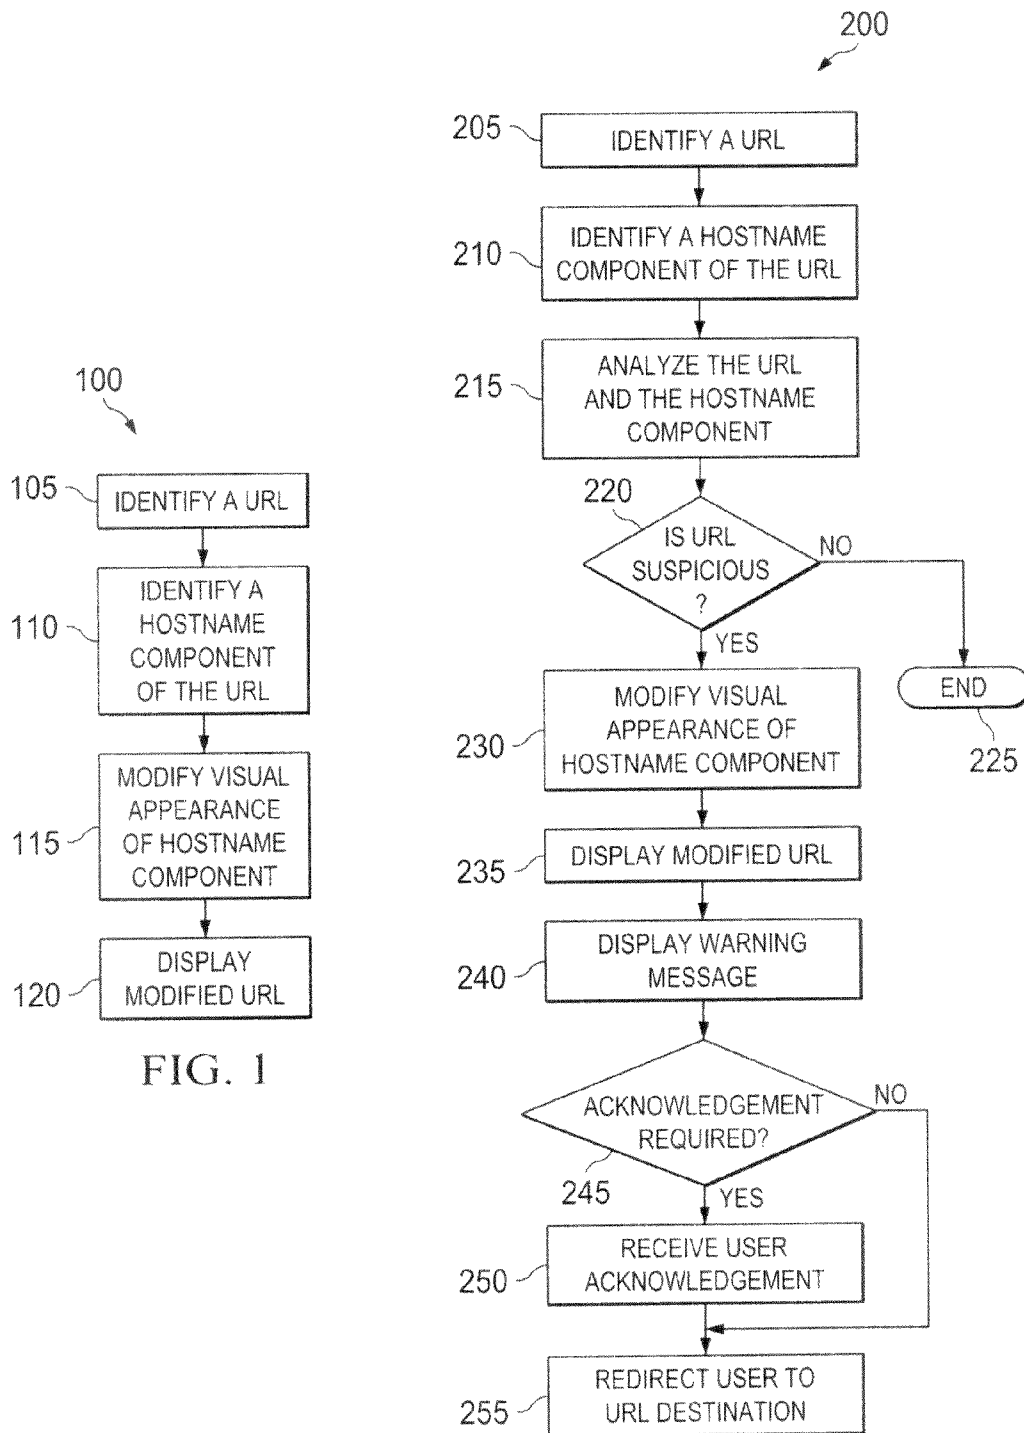 100
105
IDENTIFY A URL
110
IDENTIFY A
HOSTNAME
COMPONENT
OF THE URL
115
MODIFY VISUAL
APPEARANCE
OF HOSTNAME
COMPONENT
120
DISPLAY
MODIFIED URL
FIG. 1
200
205
IDENTIFY A URL
210
IDENTIFY A HOSTNAME
COMPONENT OF THE URL
215
ANALYZE THE URL
AND THE HOSTNAME
COMPONENT
220
IS URL
SUSPICIOUS
?
NO
YES
END
225
230
MODIFY VISUAL
APPEARANCE OF
HOSTNAME COMPONENT
235
DISPLAY MODIFIED URL
240
DISPLAY WARNING
MESSAGE
ACKNOWLEDGEMENT
REQUIRED?
NO
245
YES
250
RECEIVE USER
ACKNOWLEDGEMENT
255
REDIRECT USER TO
URL DESTINATION